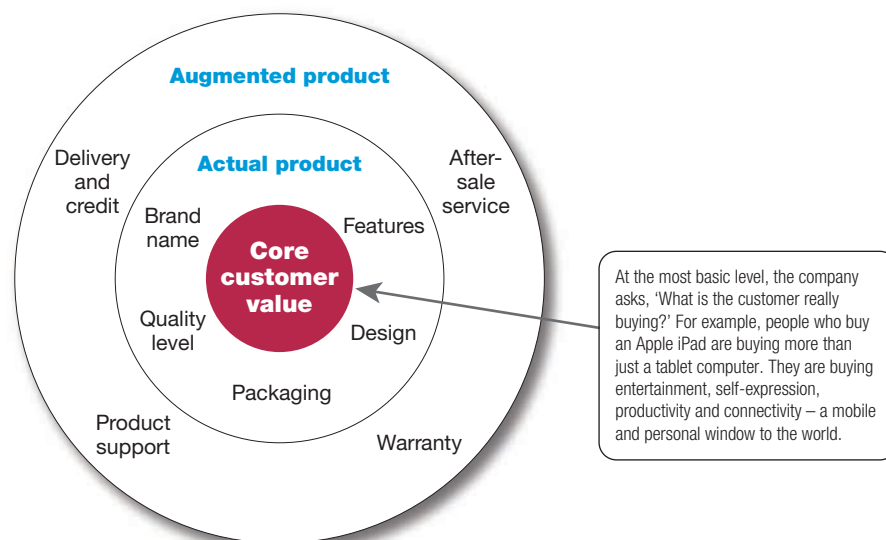 Augmented product
Delivery
and
credit
After-
sale
service
Actual product
Brand
name
Features
Core
customer
value
Quality
level
Design
Packaging
Product
support
Warranty
At the most basic level, the company
asks, ‘What is the customer really
buying?’ For example, people who buy
an Apple iPad are buying more than
just a tablet computer. They are buying
entertainment, self-expression,
productivity and connectivity – a mobile
and personal window to the world.